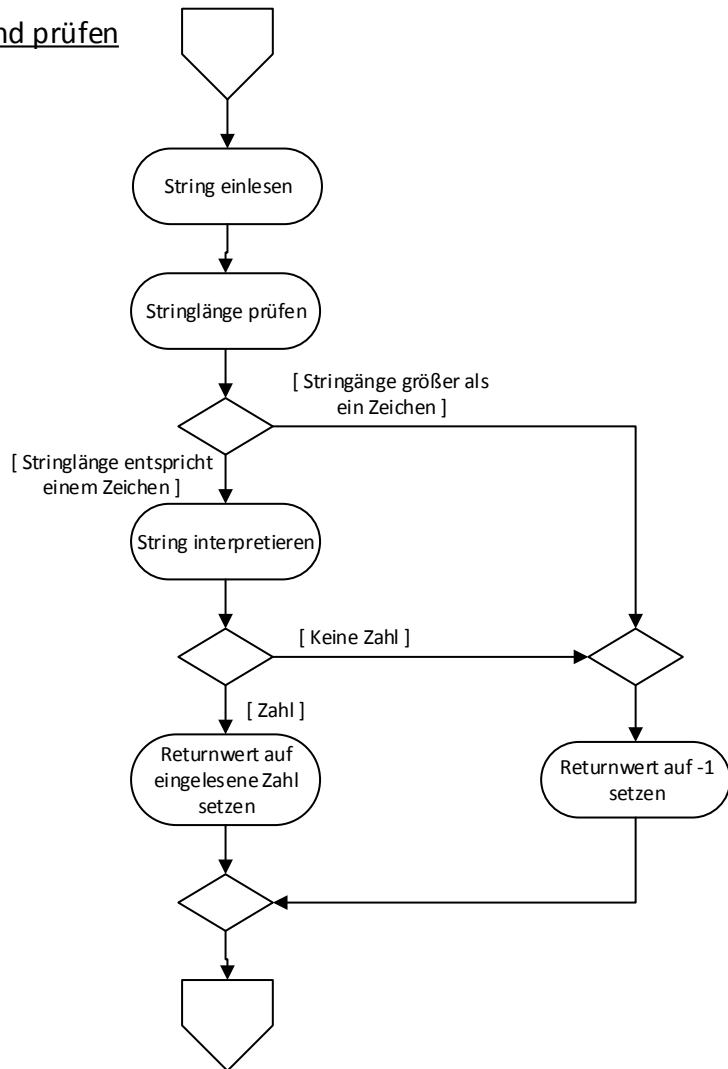 nd prüfen
String einlesen
Stringlänge prüfen
[ Stringänge größer als
ein Zeichen ]
[ Stringlänge entspricht
einem Zeichen ]
String interpretieren
[ Keine Zahl ]
[ Zahl ]
Returnwert auf
eingelesene Zahl
setzen
Returnwert auf -1
setzen